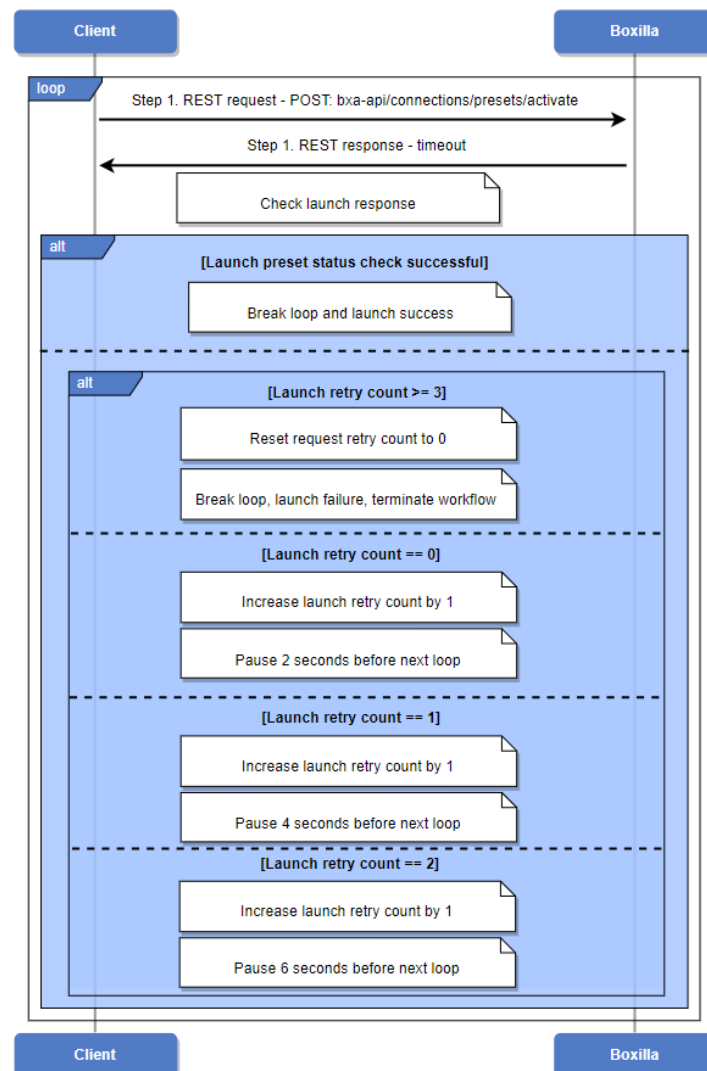 Client
Boxilla
loop
Step 1. REST request - POST: bxa-api/connections/presets/activate
Step 1. REST response - timeout
Check launch response
alt
[Launch preset status check successful]
Break loop and launch success
alt
[Launch retry count >= 3]
Reset request retry count to 0
Break loop, launch failure, terminate workflow
[Launch retry count == 0]
Increase launch retry count by 1
Pause 2 seconds before next loop
[Launch retry count == 1]
Increase launch retry count by 1
Pause 4 seconds before next loop
[Launch retry count == 2]
Increase launch retry count by 1
Pause 6 seconds before next loop
Client
Boxilla